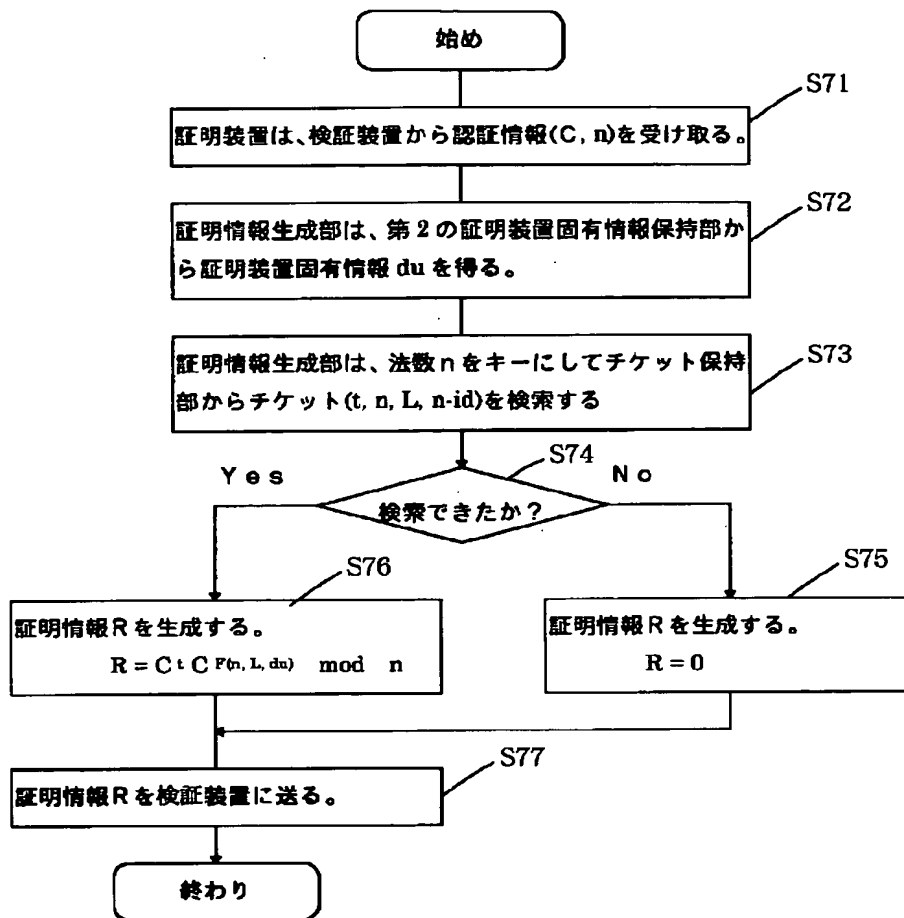 始め
S71
証明装置は、検証装置から認証情報(C, n)を受け取る。
S72
証明情報生成部は、第2の証明装置固有情報保持部か
ら証明装置固有情報 du を得る。
S73
証明情報生成部は、法数nをキーにしてチケット保持
部からチケット(t, n, L, n-id)を検索する
S74
Yes
No
検索できたか？
S76
証明情報Rを生成する。
R = C^t C^F(n, L, du) mod n
S75
証明情報Rを生成する。
R = 0
S77
証明情報Rを検証装置に送る。
終わり